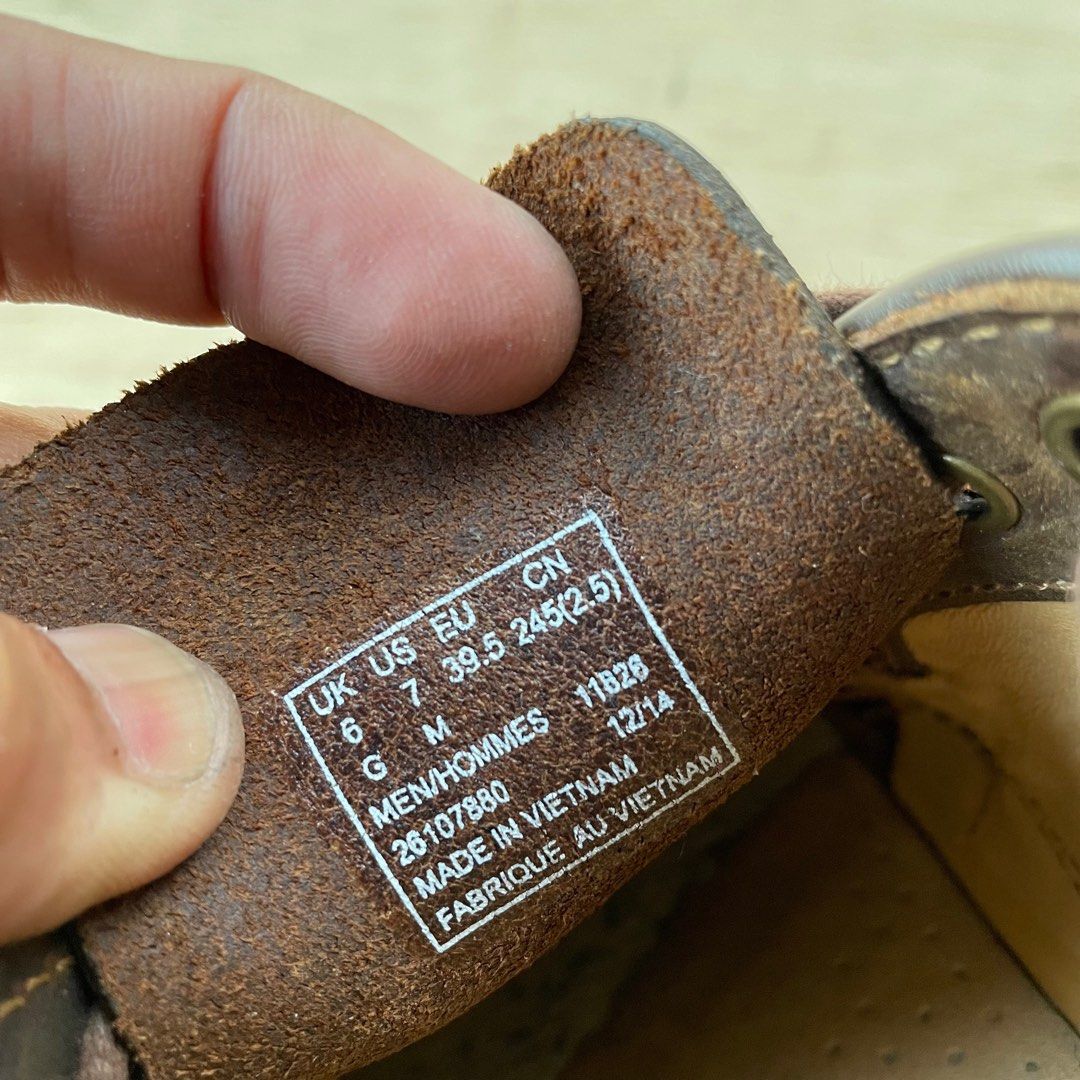 UK US EU CN
6 7 39.5 245(2.5)
G M
MEN/HOMMES 11826
26107880 12/14
MADE IN VIETNAM
FABRIQUE AU VIETNAM